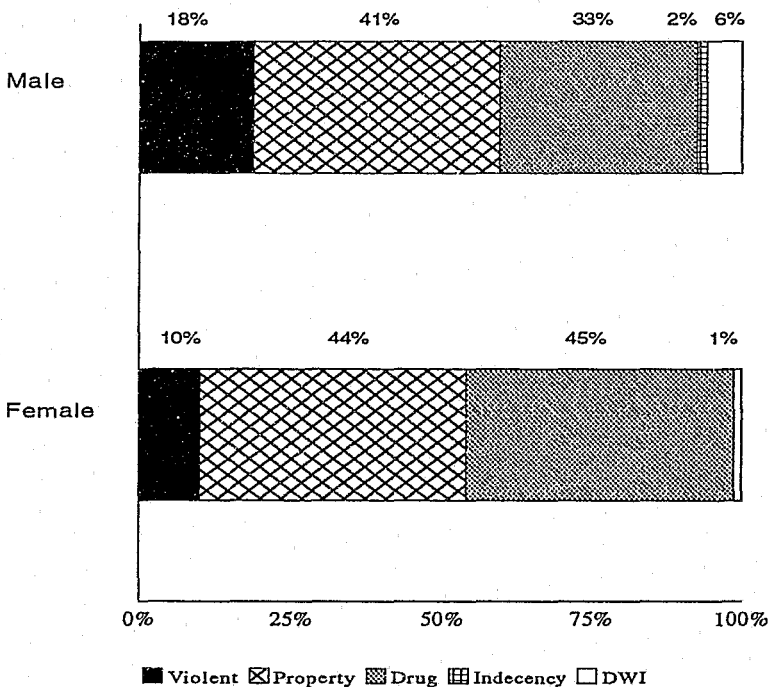 18% 41% 33% 2% 6%
Male
10% 44% 45% 1%
Female
0% 25% 50% 75% 100%
Violent Property Drug Indecency DWI